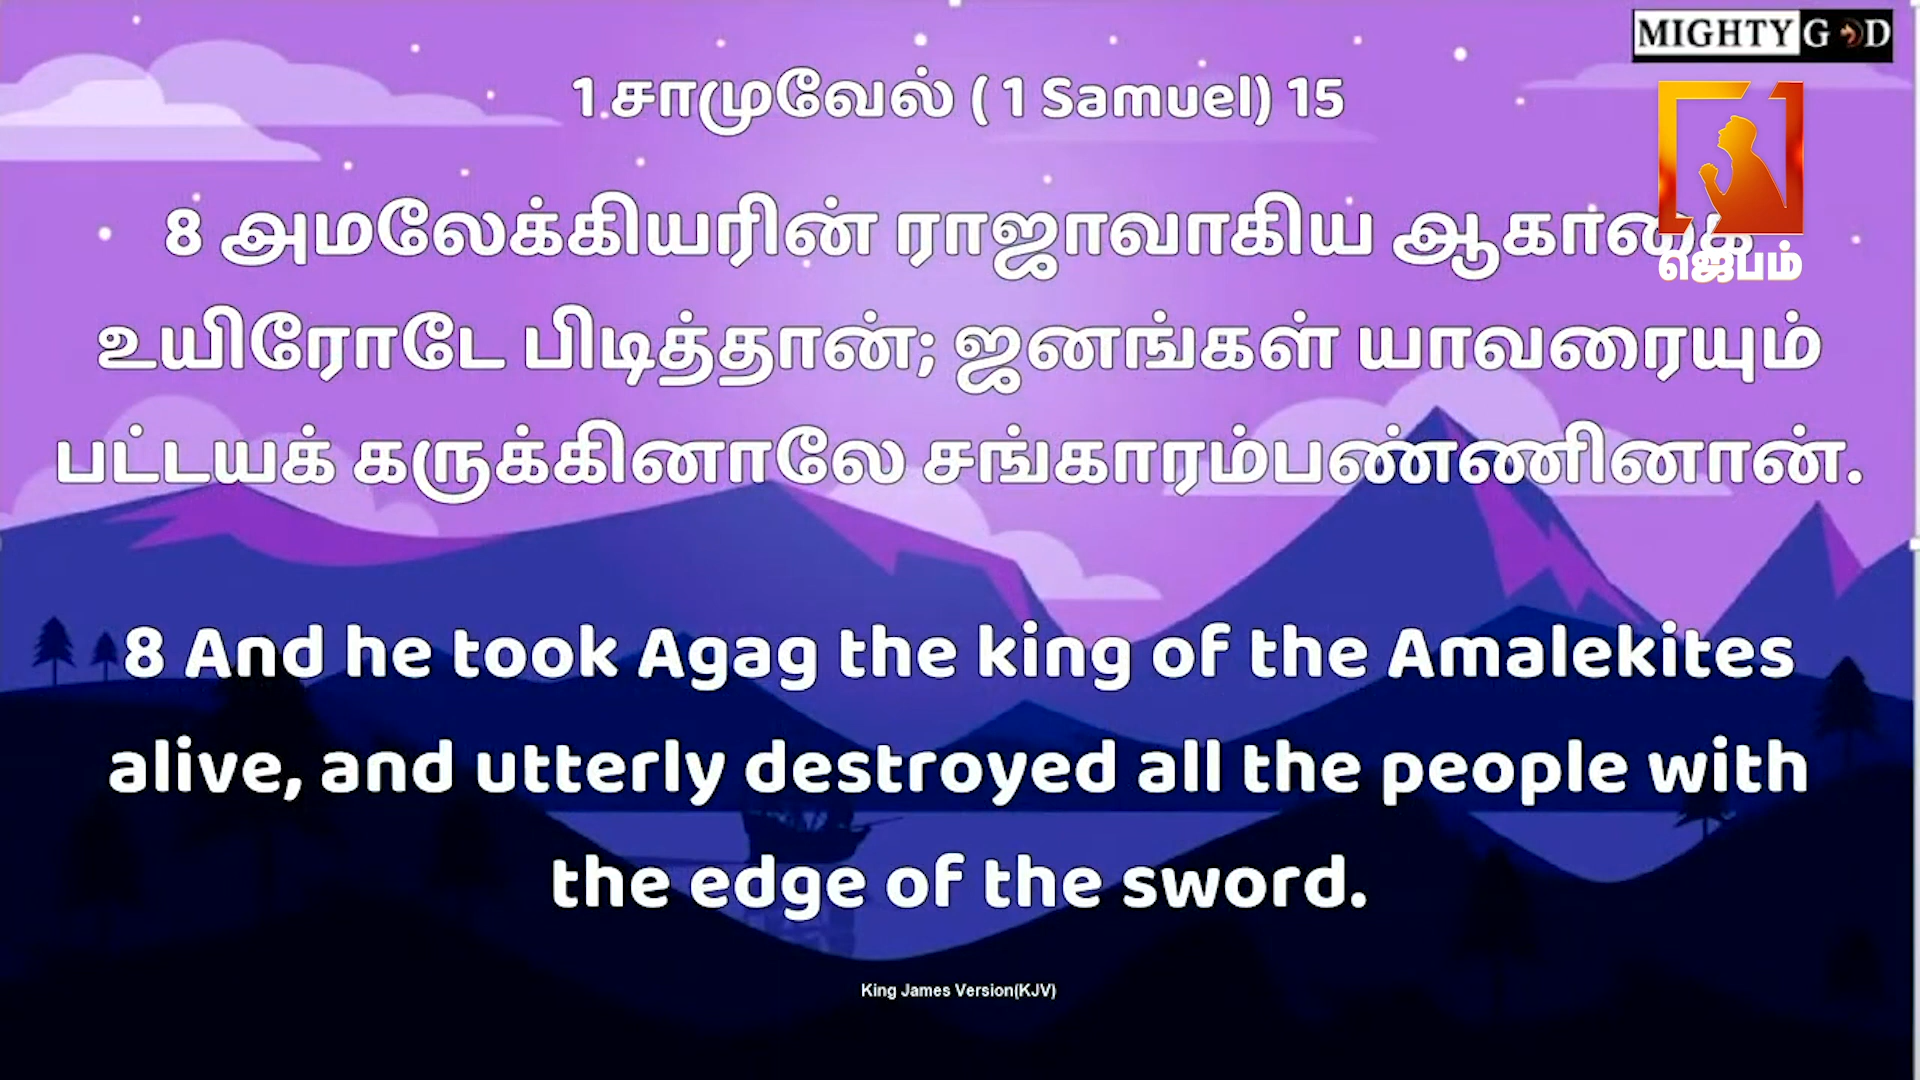 MIGHTY GOD
1 சாமுவேல் ( 1 Samuel) 15
8 அமலேக்கியரின் ராஜாவாகிய ஆகாகை
ஜெபம்
உயிரோடே பிடித்தான்; ஜனங்கள் யாவரையும்
பட்டயக் கருக்கினாலே சங்காரம்பண்ணினான்.
8 And he took Agag the king of the Amalekites
alive, and utterly destroyed all the people with
the edge of the sword.
King James Version(KJV)